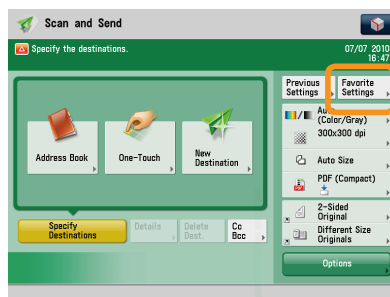 Scan and Send
Specify the destinations.
07/07 2010
16:47
Previous
Settings
Favorite
Settings
Auto
(Color/Gray)
300x300 dpi
Address Book
One-Touch
New
Destination
Auto Size
PDF (Compact)
2-Sided
Original
Specify
Destinations
Details
Delete
Dest.
Cc
Bcc
Different Size
Originals
Options